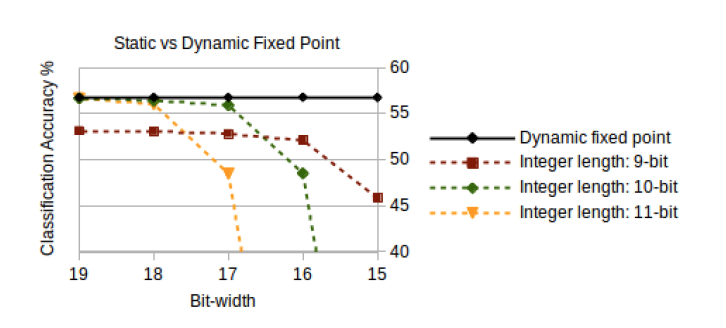 Static vs Dynamic Fixed Point
Classification Accuracy %
60
55
50
45
40
19 18 17 16 15
Bit-width
Dynamic fixed point
Integer length: 9-bit
Integer length: 10-bit
Integer length: 11-bit